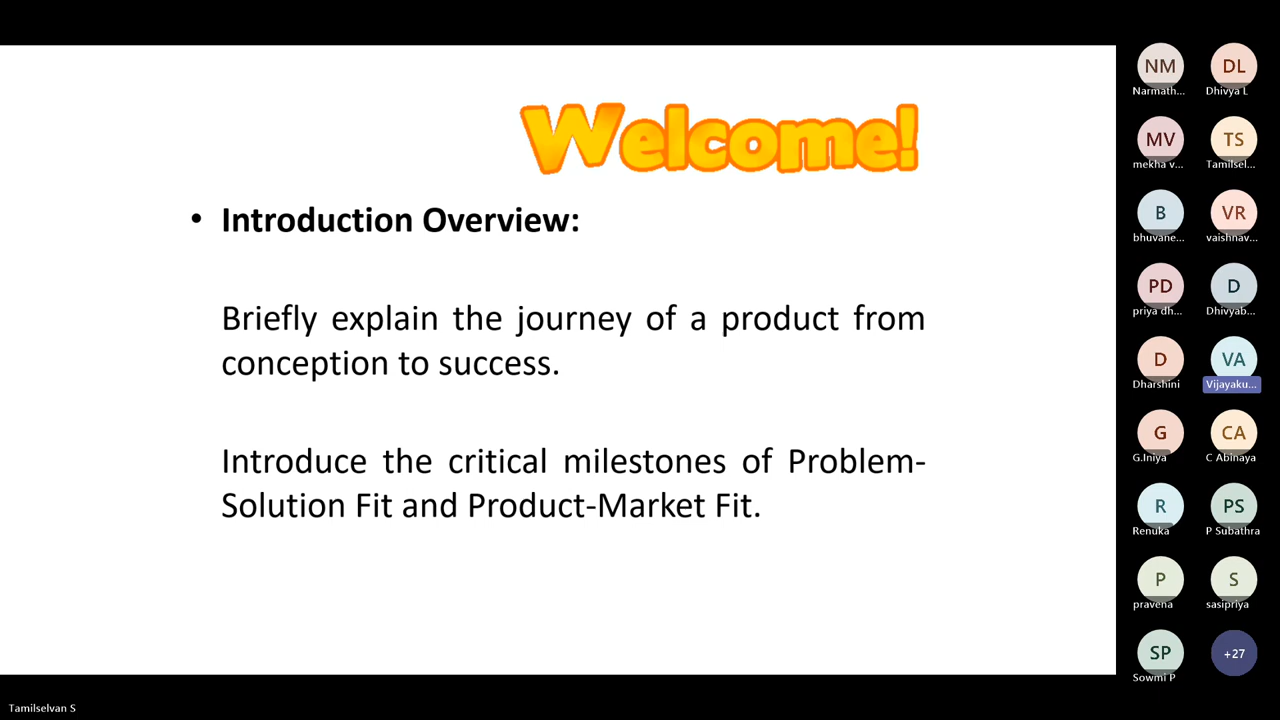 Welcome!
• Introduction Overview:
Briefly explain the journey of a product from
conception to success.
Introduce the critical milestones of Problem-
Solution Fit and Product-Market Fit.
NM
Narmath...
DL
Dhivya L
MV
mekha v...
TS
Tamilsel...
B
bhuvane...
VR
vaishnav...
PD
priya dh...
D
Dhivyab...
D
Dharshini
VA
Vijayaku...
G
G.Iniya
CA
C Abinaya
R
Renuka
PS
P Subathra
P
pravena
S
sasipriya
SP
Sowmi P
+27
Tamilselvan S